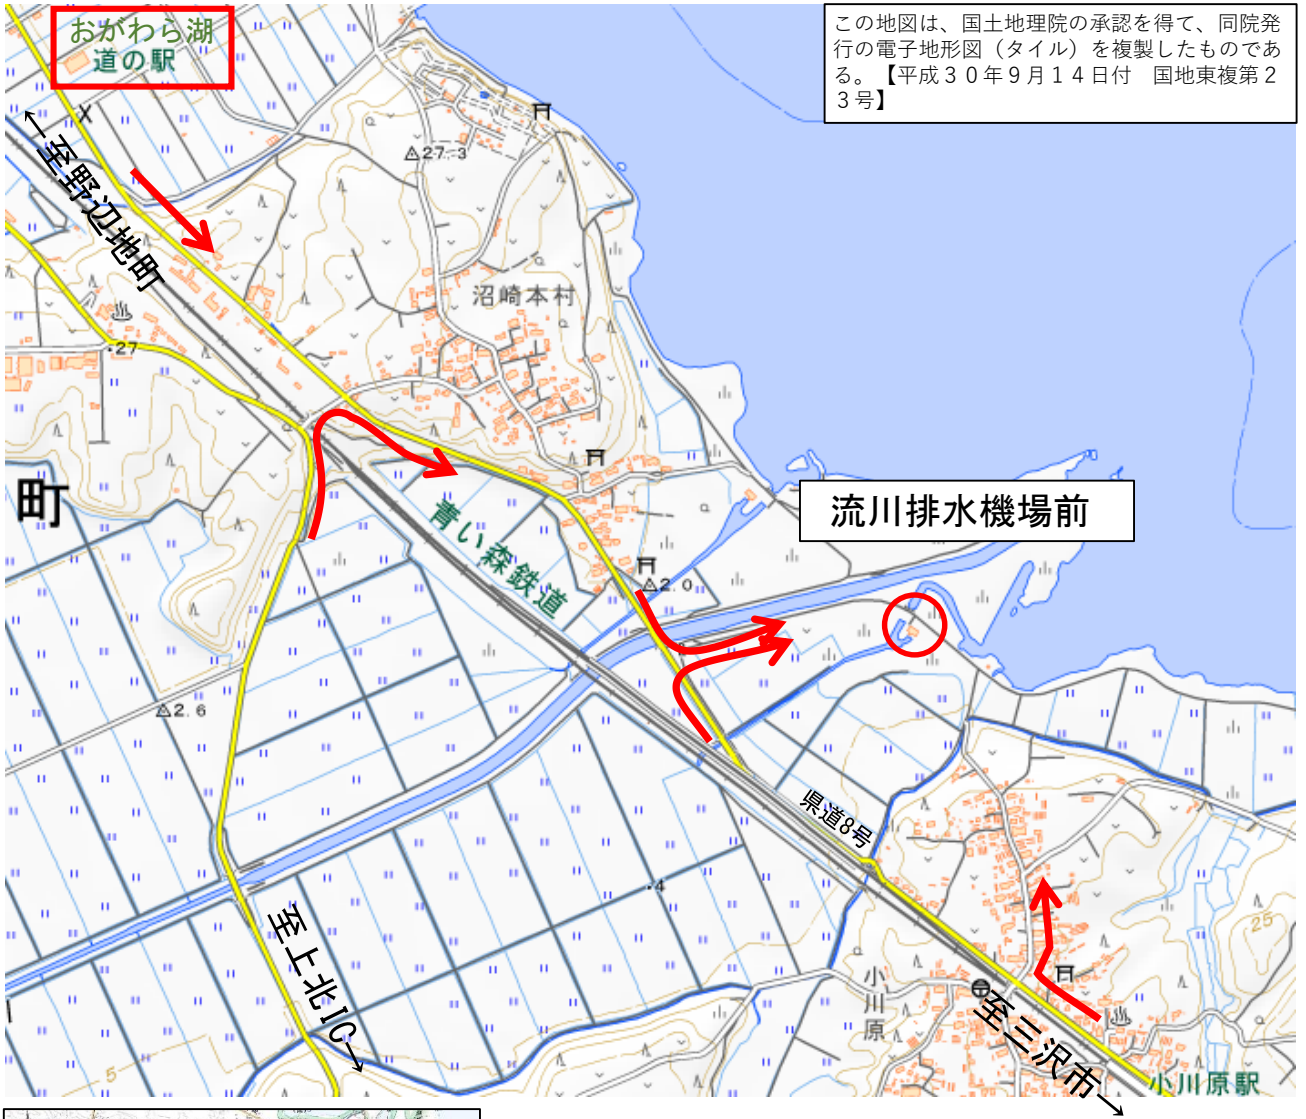 おがわら湖
道の駅
この地図は、国土地理院の承認を得て、同院発
行の電子地形図（タイル）を複製したものであ
る。【平成３０年９月１４日付　国地東複第２
３号】
27.3
←至野辺地町
沼崎本村
27
町
流川排水機場前
青い森鉄道
2.0
2.6
県道8号
4
至上北IC→
25
小川原
至三沢市→
5
小川原駅